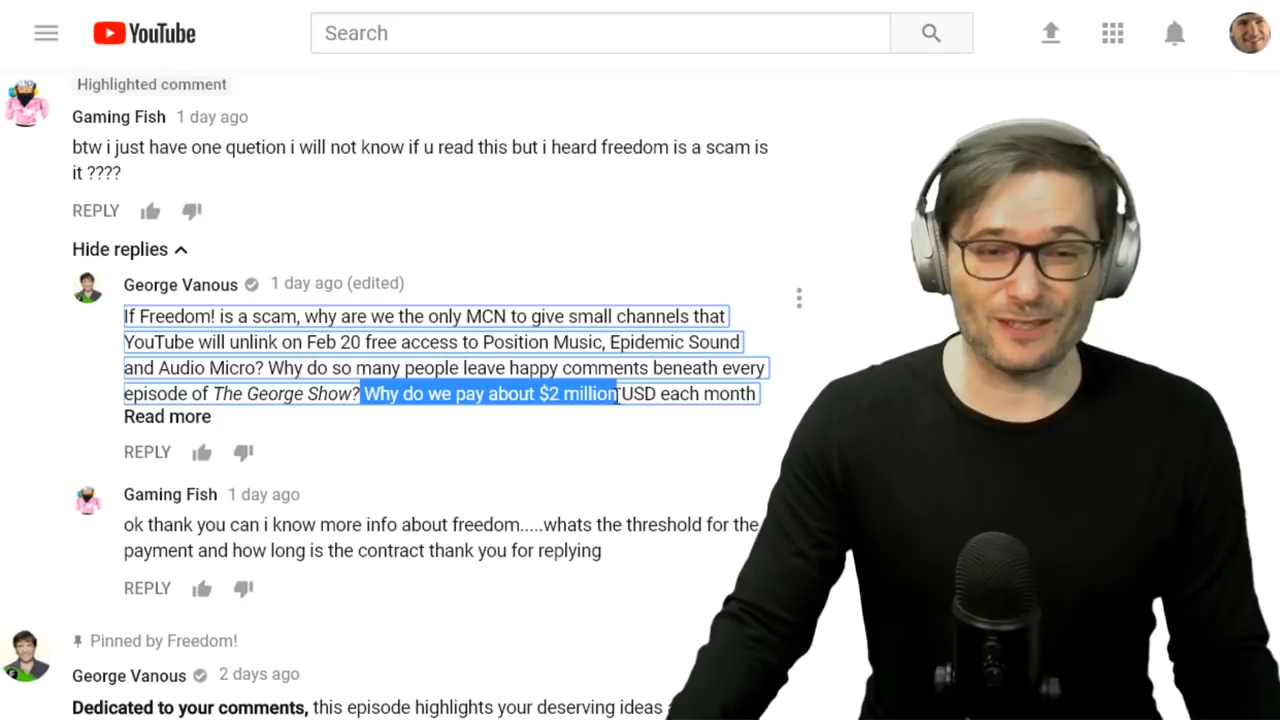 YouTube
Search
Highlighted comment
Gaming Fish 1 day ago
btw i just have one quetion i will not know if u read this but i heard freedom is a scam is
it ????
REPLY
Hide replies
George Vanous 1 day ago (edited)
If Freedom! is a scam, why are we the only MCN to give small channels that
YouTube will unlink on Feb 20 free access to Position Music, Epidemic Sound
and Audio Micro? Why do so many people leave happy comments beneath every
episode of The George Show? Why do we pay about $2 million USD each month
Read more
REPLY
Gaming Fish 1 day ago
ok thank you can i know more info about freedom.....whats the threshold for the
payment and how long is the contract thank you for replying
REPLY
Pinned by Freedom!
George Vanous 2 days ago
Dedicated to your comments, this episode highlights your deserving ideas